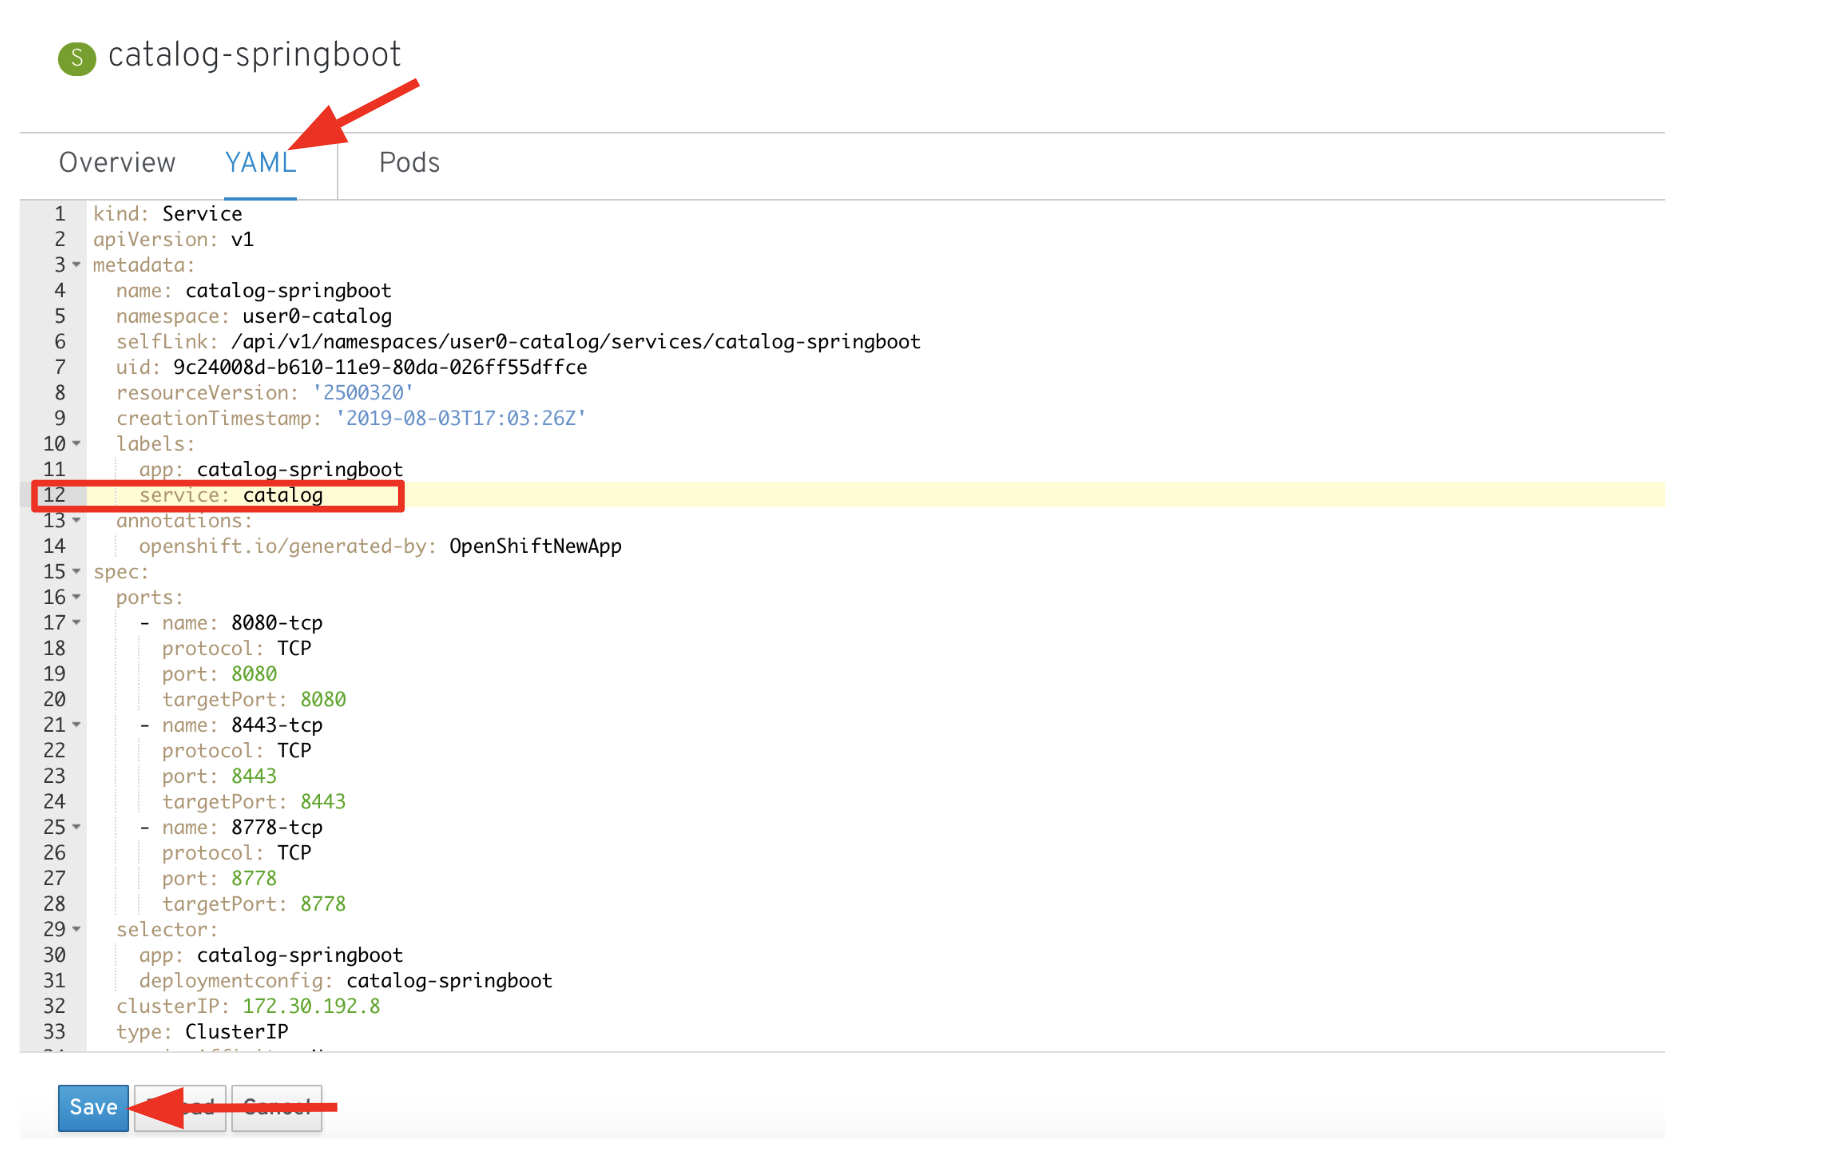 S catalog-springboot
Overview YAML Pods
1 kind: Service
2 apiVersion: v1
3 metadata:
4 name: catalog-springboot
5 namespace: user0-catalog
6 selfLink: /api/v1/namespaces/user0-catalog/services/catalog-springboot
7 uid: 9c24008d-b610-11e9-80da-026ff55dffce
8 resourceVersion: '2500320'
9 creationTimestamp: '2019-08-03T17:03:26Z'
10 labels:
11 app: catalog-springboot
12 service: catalog
13 annotations:
14 openshift.io/generated-by: OpenShiftNewApp
15 spec:
16 ports:
17 - name: 8080-tcp
18 protocol: TCP
19 port: 8080
20 targetPort: 8080
21 - name: 8443-tcp
22 protocol: TCP
23 port: 8443
24 targetPort: 8443
25 - name: 8778-tcp
26 protocol: TCP
27 port: 8778
28 targetPort: 8778
29 selector:
30 app: catalog-springboot
31 deploymentconfig: catalog-springboot
32 clusterIP: 172.30.192.8
33 type: ClusterIP
Save Cancel